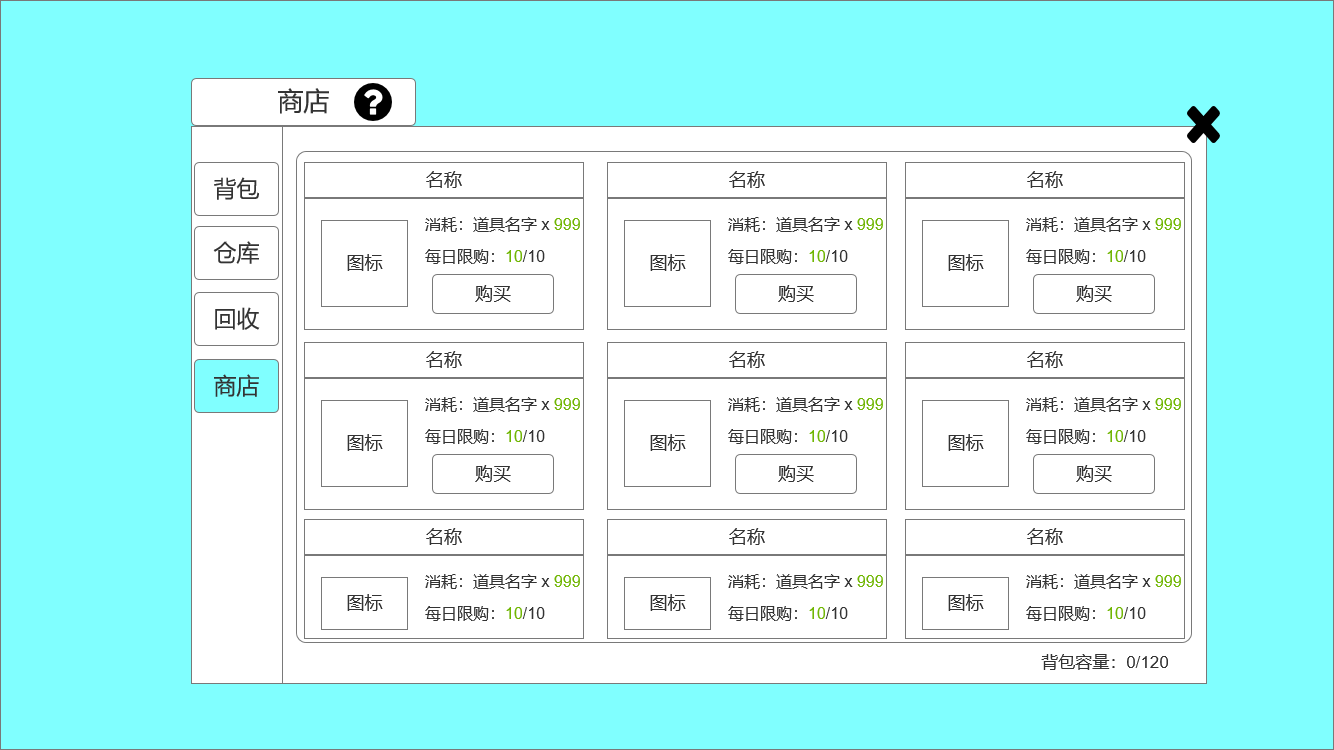 商店 ?
背包
仓库
回收
商店
名称 名称 名称
图标 消耗：道具名字 x 999 图标 消耗：道具名字 x 999 图标 消耗：道具名字 x 999
每日限购：10/10 每日限购：10/10 每日限购：10/10
购买 购买 购买
名称 名称 名称
图标 消耗：道具名字 x 999 图标 消耗：道具名字 x 999 图标 消耗：道具名字 x 999
每日限购：10/10 每日限购：10/10 每日限购：10/10
购买 购买 购买
名称 名称 名称
图标 消耗：道具名字 x 999 图标 消耗：道具名字 x 999 图标 消耗：道具名字 x 999
每日限购：10/10 每日限购：10/10 每日限购：10/10
背包容量：0/120